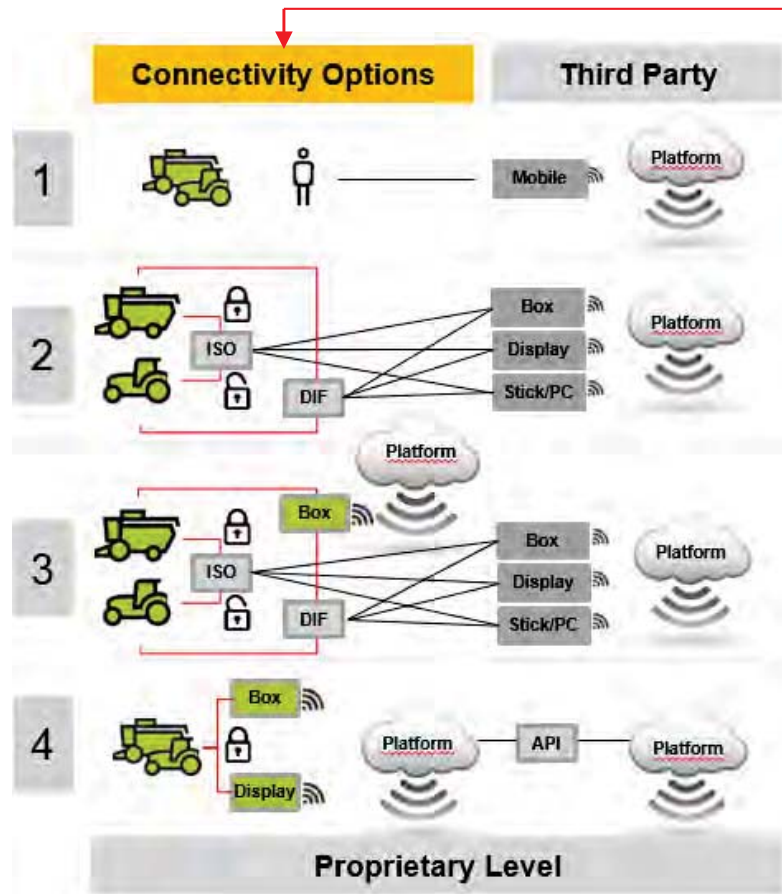 Connectivity Options
Third Party
1
Mobile
Platform
2
ISO
DIF
Box
Display
Stick/PC
Platform
3
ISO
Box
DIF
Platform
Box
Display
Stick/PC
Platform
4
Box
Display
Platform
API
Platform
Proprietary Level